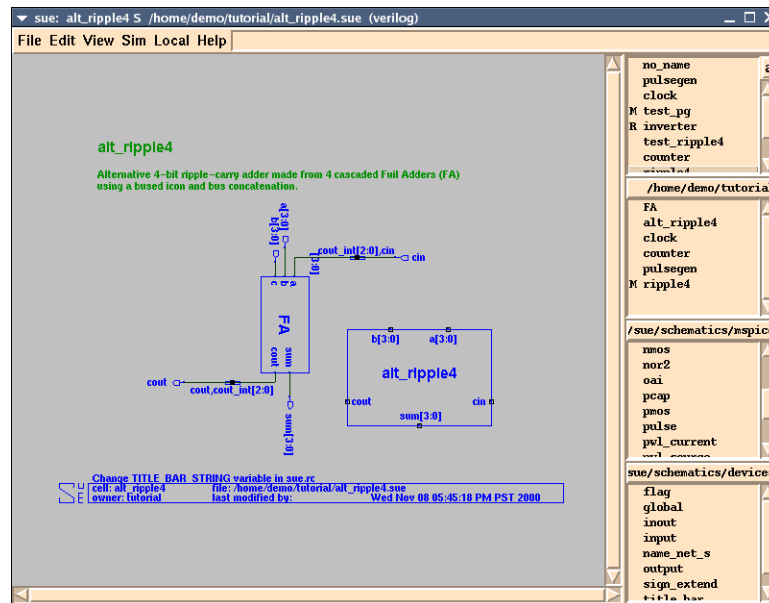 sue: alt_ripple4 S /home/demo/tutorial/alt_ripple4.sue (verilog)
File Edit View Sim Local Help
alt_ripple4
Alternative 4-bit ripple-carry adder made from 4 cascaded Full Adders (FA)
using a bused icon and bus concatenation.
a[3:0]
b[3:0]
[3:0]
cout_int[2:0],cin
cin
c
b
a
FA
cout
sum
cout
cout,cout_int[2:0]
sum[3:0]
b[3:0]
a[3:0]
alt_ripple4
cout
cin
sum[3:0]
Change TITLE_BAR_STRING variable in sue.rc
SUE
cell: alt_ripple4
file: /home/demo/tutorial/alt_ripple4.sue
owner: tutorial
last modified by:
Wed Nov 08 05:45:18 PM PST 2000
no_name
pulsegen
clock
M test_pg
R inverter
test_ripple4
counter
ripple4
/home/demo/tutorial
FA
alt_ripple4
clock
counter
pulsegen
M ripple4
/sue/schematics/mspice
nmos
nor2
oai
pcap
pmos
pulse
pwl_current
sue/schematics/devices
flag
global
inout
input
name_net_s
output
sign_extend
title_bar